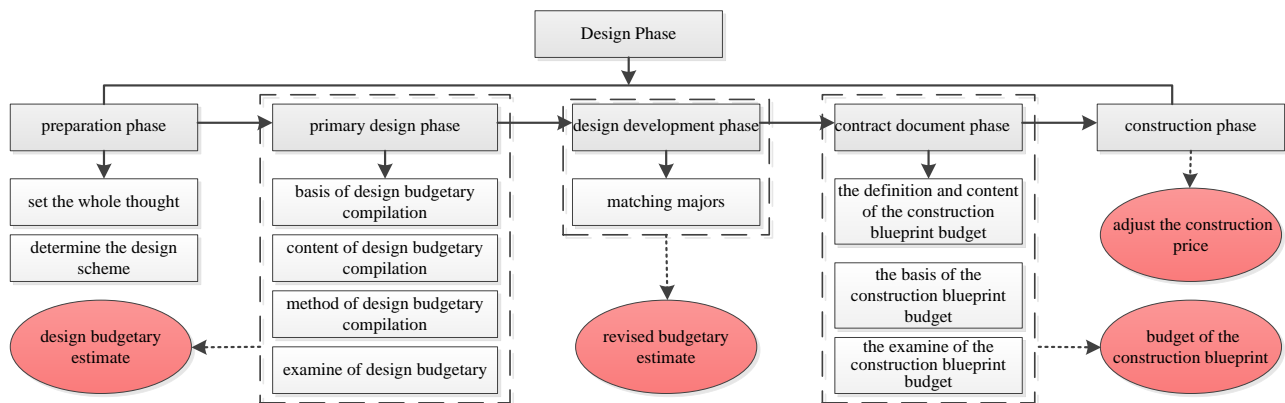 Design Phase
preparation phase
primary design phase
design development phase
contract document phase
construction phase
set the whole thought
determine the design
scheme
design budgetary
estimate
basis of design budgetary
compilation
content of design budgetary
compilation
method of design budgetary
compilation
examine of design budgetary
matching majors
revised budgetary
estimate
the definition and content
of the construction
blueprint budget
the basis of the
construction blueprint
budget
the examine of the
construction blueprint
budget
adjust the construction
price
budget of the
construction blueprint